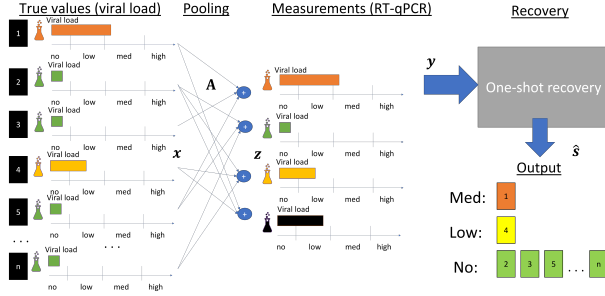 True values (viral load)
Pooling
Measurements (RT-qPCR)
Recovery
1
Viral load
no low med high
2
Viral load
no low med high
3
Viral load
no low med high
4
Viral load
no low med high
5
Viral load
no low med high
. . .
. . .
n
Viral load
no low med high
A
x
+
+
+
+
z
Viral load
no low med high
Viral load
no low med high
Viral load
no low med high
Viral load
no low med high
y
One-shot recovery
ŝ
Output
Med: 1
Low: 4
No: 2 3 5 . . . n